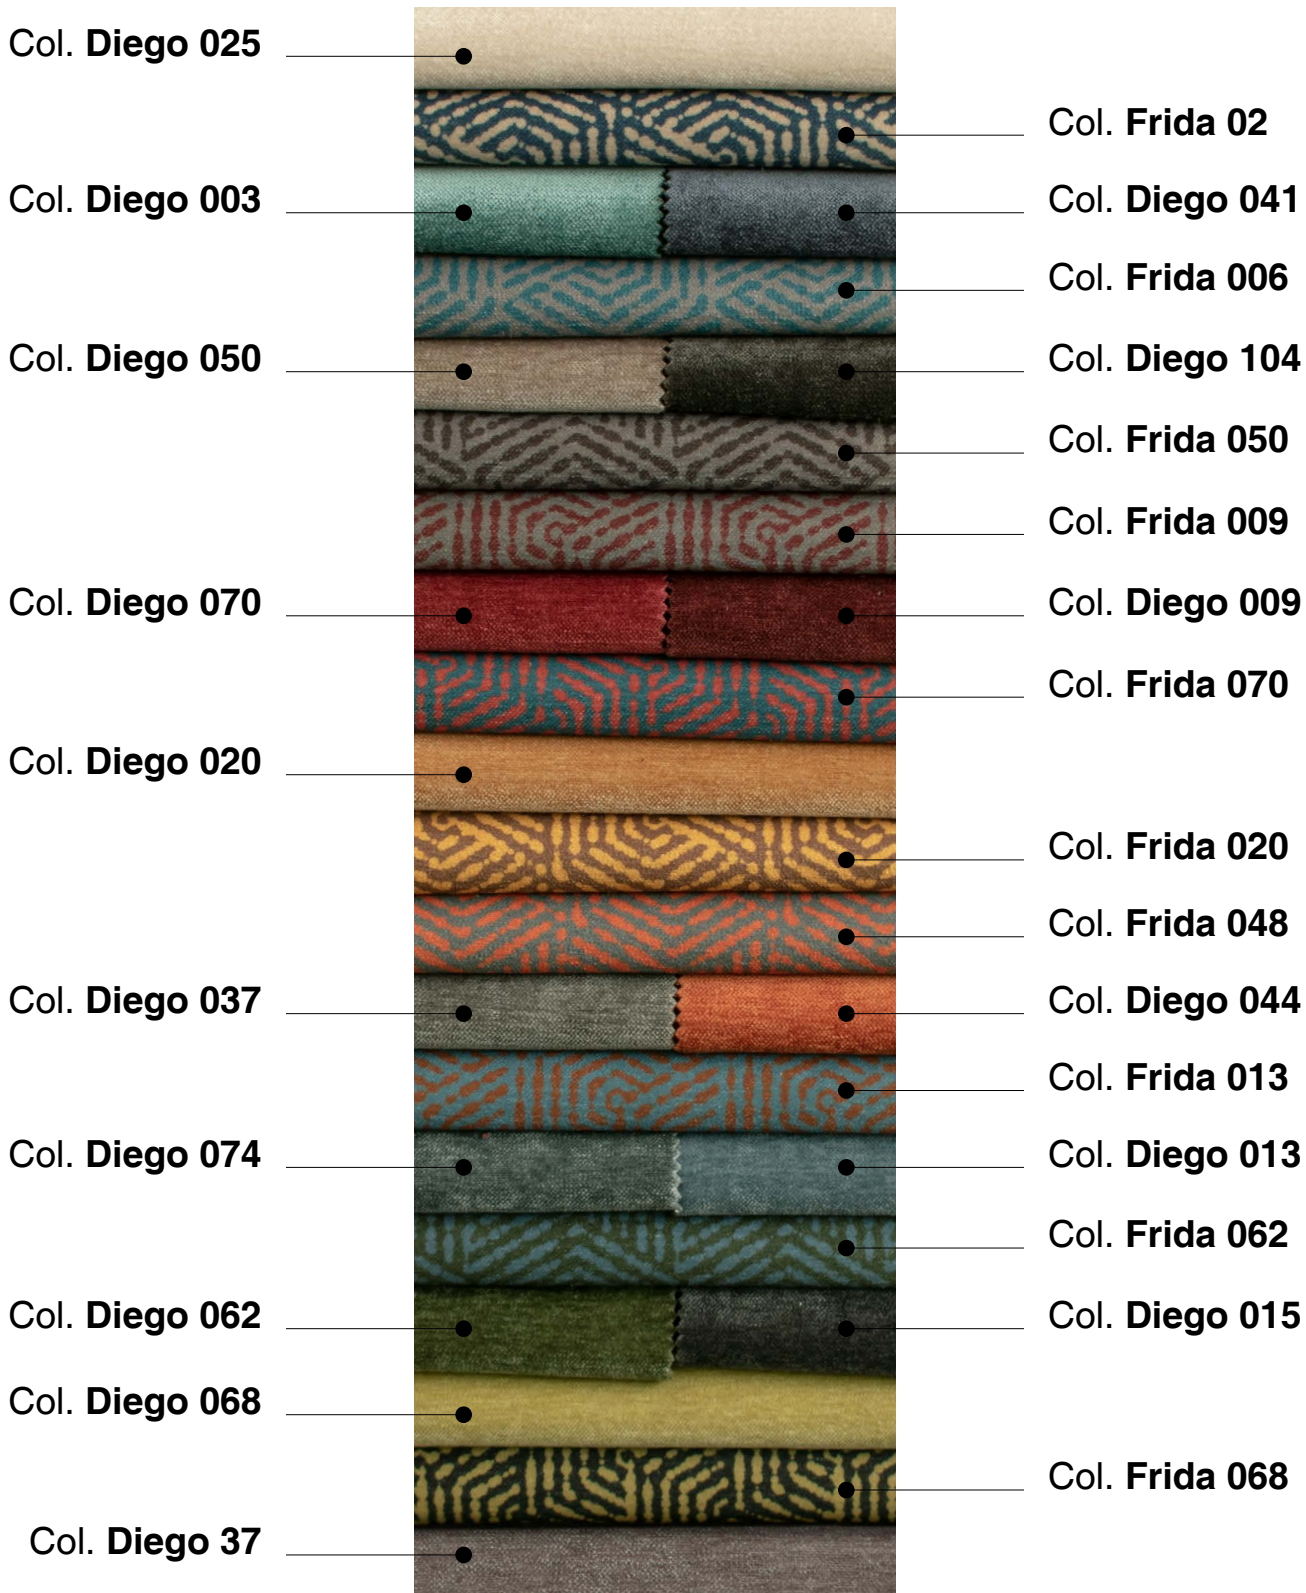 Col. Diego 025
Col. Frida 02
Col. Diego 003
Col. Diego 041
Col. Frida 006
Col. Diego 050
Col. Diego 104
Col. Frida 050
Col. Frida 009
Col. Diego 070
Col. Diego 009
Col. Frida 070
Col. Diego 020
Col. Frida 020
Col. Frida 048
Col. Diego 037
Col. Diego 044
Col. Frida 013
Col. Diego 074
Col. Diego 013
Col. Frida 062
Col. Diego 062
Col. Diego 015
Col. Diego 068
Col. Frida 068
Col. Diego 37